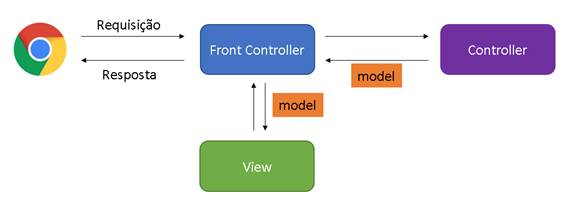 Requisição
Front Controller
Controller
Resposta
model
model
View